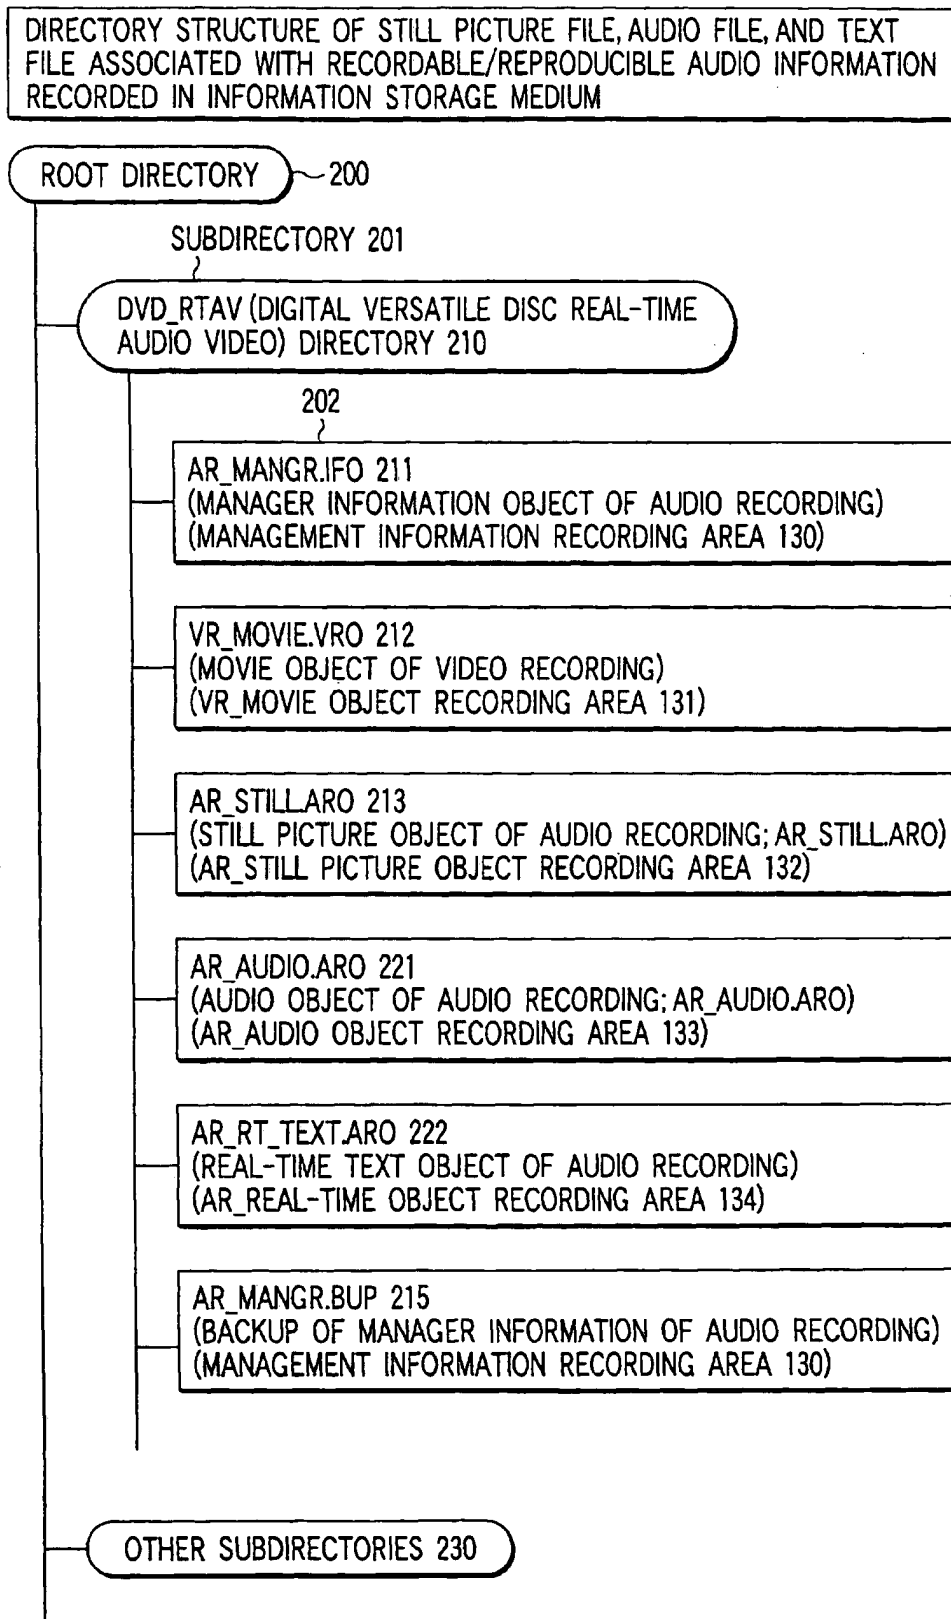 DIRECTORY STRUCTURE OF STILL PICTURE FILE, AUDIO FILE, AND TEXT
FILE ASSOCIATED WITH RECORDABLE/REPRODUCIBLE AUDIO INFORMATION
RECORDED IN INFORMATION STORAGE MEDIUM
ROOT DIRECTORY 200
SUBDIRECTORY 201
DVD_RTAV (DIGITAL VERSATILE DISC REAL-TIME
AUDIO VIDEO) DIRECTORY 210
202
AR_MANGR.IFO 211
(MANAGER INFORMATION OBJECT OF AUDIO RECORDING)
(MANAGEMENT INFORMATION RECORDING AREA 130)
VR_MOVIE.VRO 212
(MOVIE OBJECT OF VIDEO RECORDING)
(VR_MOVIE OBJECT RECORDING AREA 131)
AR_STILL.ARO 213
(STILL PICTURE OBJECT OF AUDIO RECORDING; AR_STILL.ARO)
(AR_STILL PICTURE OBJECT RECORDING AREA 132)
AR_AUDIO.ARO 221
(AUDIO OBJECT OF AUDIO RECORDING; AR_AUDIO.ARO)
(AR_AUDIO OBJECT RECORDING AREA 133)
AR_RT_TEXT.ARO 222
(REAL-TIME TEXT OBJECT OF AUDIO RECORDING)
(AR_REAL-TIME OBJECT RECORDING AREA 134)
AR_MANGR.BUP 215
(BACKUP OF MANAGER INFORMATION OF AUDIO RECORDING)
(MANAGEMENT INFORMATION RECORDING AREA 130)
OTHER SUBDIRECTORIES 230